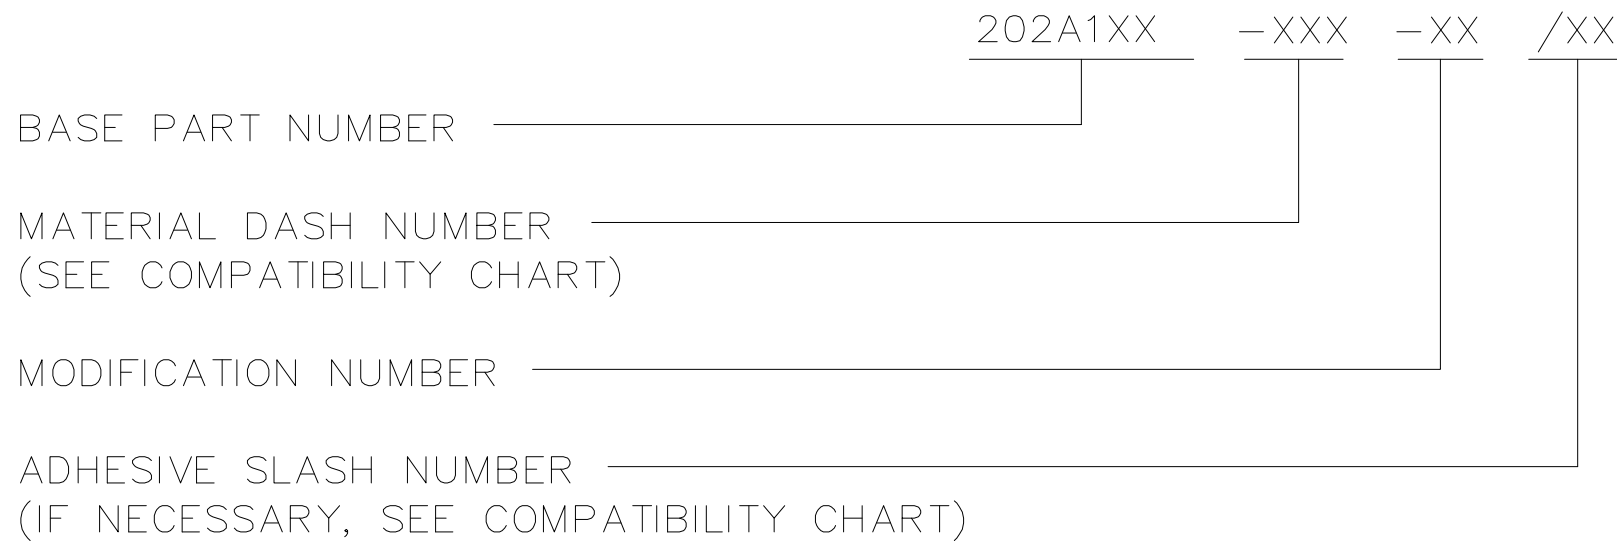 202A1XX -XXX -XX /XX
BASE PART NUMBER
MATERIAL DASH NUMBER
(SEE COMPATIBILITY CHART)
MODIFICATION NUMBER
ADHESIVE SLASH NUMBER
(IF NECESSARY, SEE COMPATIBILITY CHART)